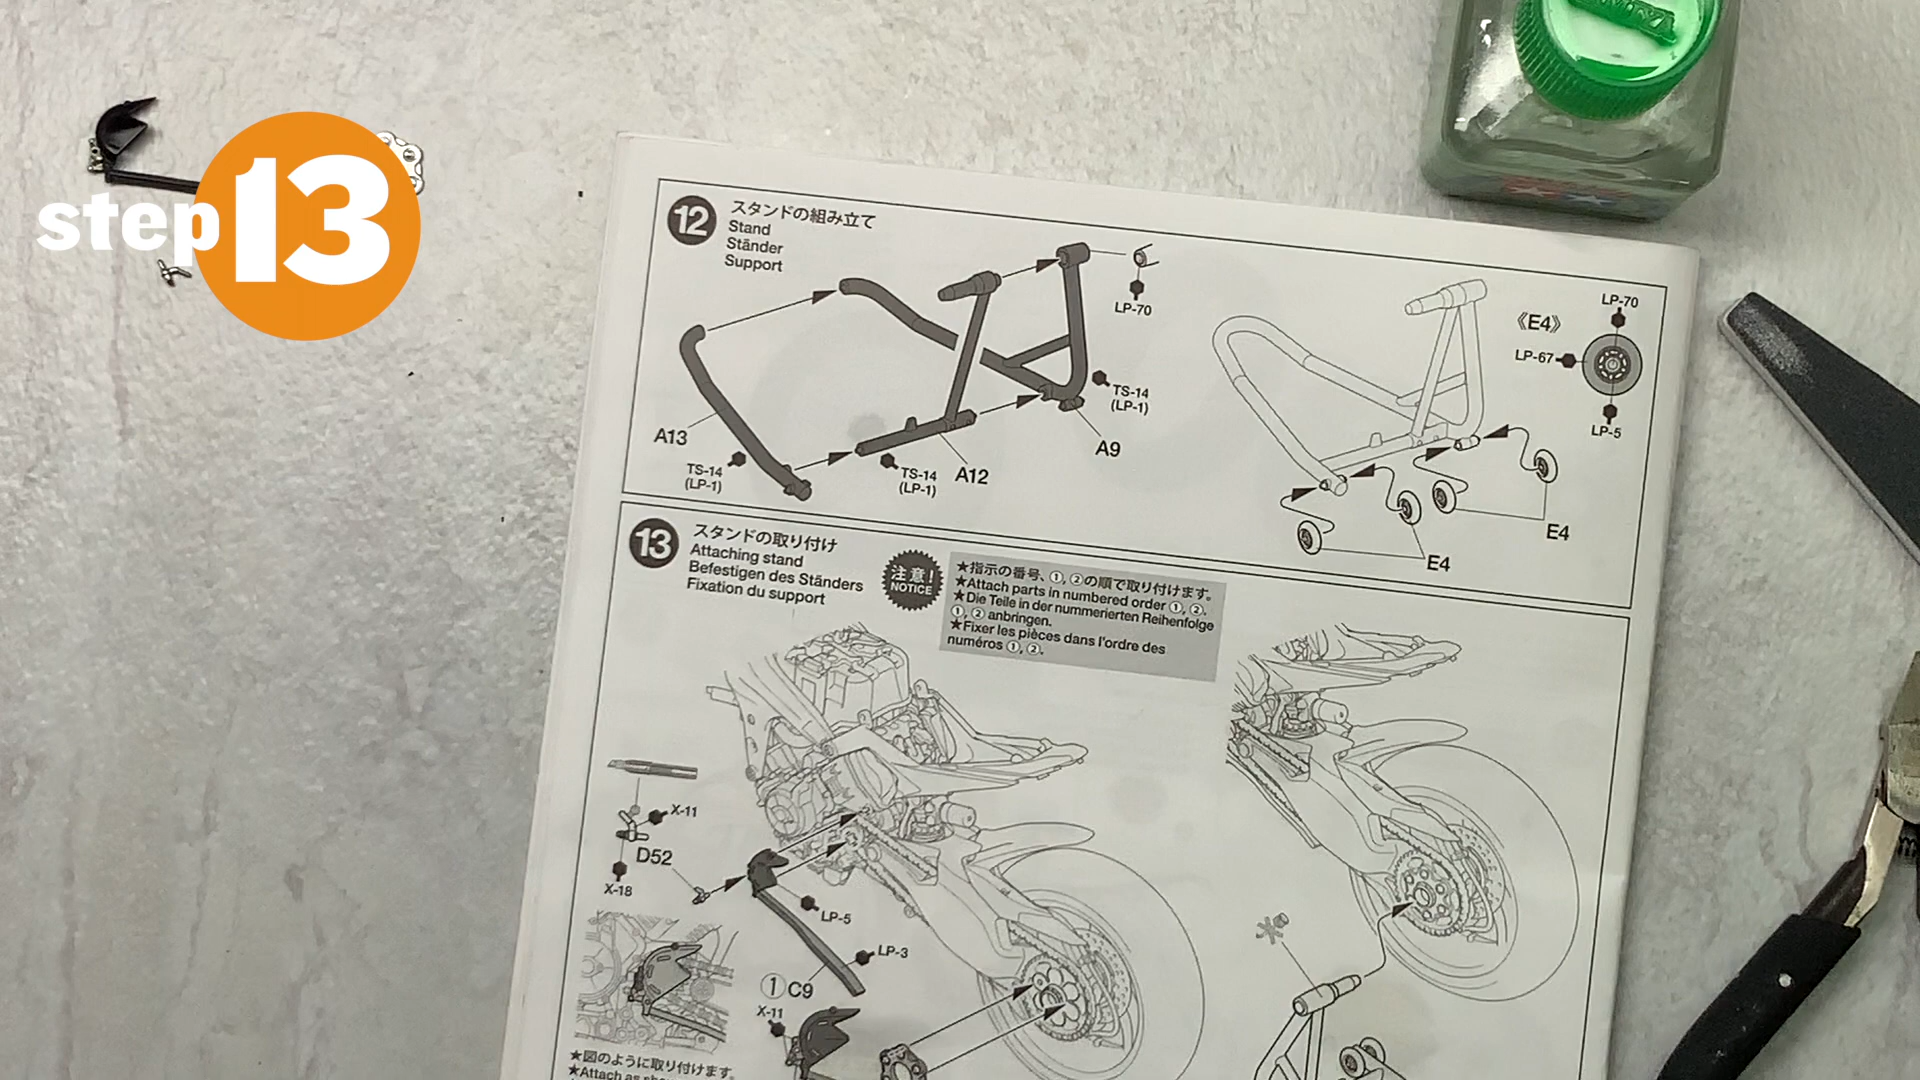 step 13
12
スタンドの組み立て
Stand
Ständer
Support
LP-70
TS-14
(LP-1)
A9
A13
TS-14
(LP-1)
TS-14
(LP-1)
A12
《E4》
LP-70
LP-67
LP-5
E4
E4
13
スタンドの取り付け
Attaching stand
Befestigen des Ständers
Fixation du support
注意!
NOTICE
★指示の番号、①, ②の順で取り付けます。
★Attach parts in numbered order ①, ②.
★Die Teile in der nummerierten Reihenfolge
①, ② anbringen.
★Fixer les pièces dans l'ordre des
numéros ①, ②.
X-11
D52
X-18
LP-5
LP-3
① C9
X-11
★図のように取り付けます。
★Attach as